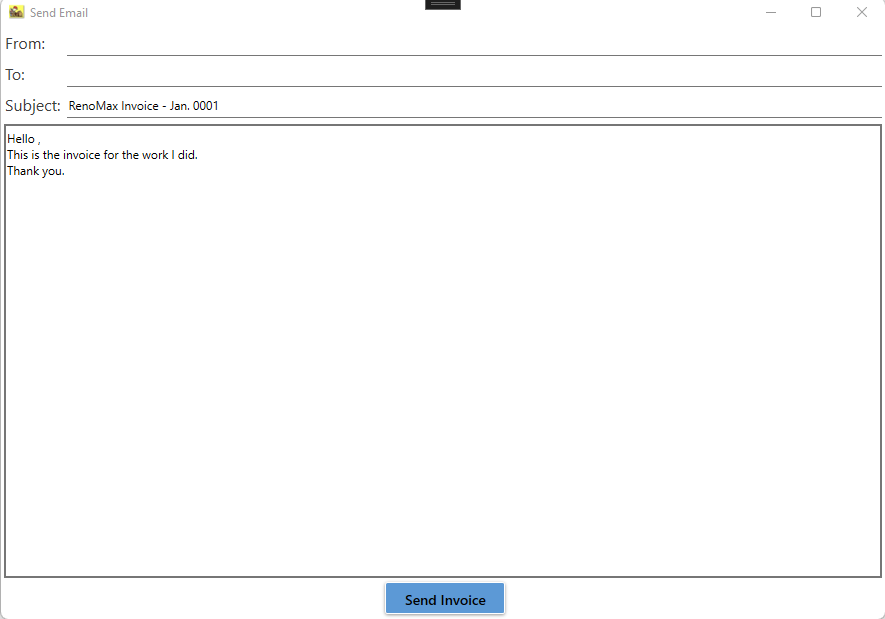 Send Email
From:
To:
Subject: RenoMax Invoice - Jan. 0001
Hello ,
This is the invoice for the work I did.
Thank you.
Send Invoice